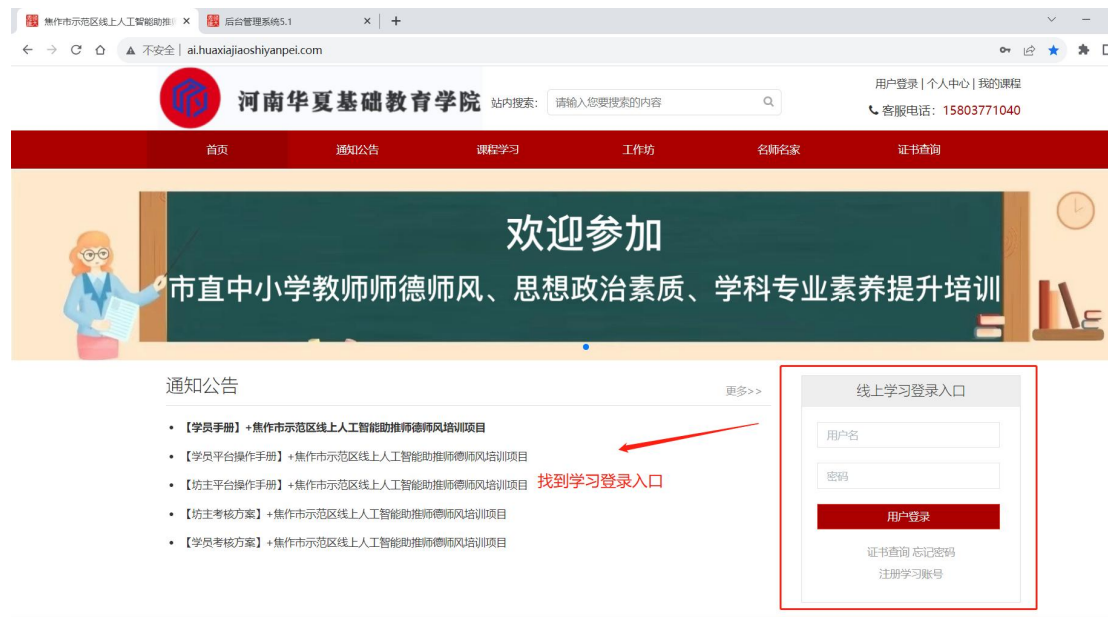 焦作市示范区线上人工智能助推
后台管理系统5.1
不安全 ai.huaxiajiaoshiyanpei.com
河南华夏基础教育学院
站内搜索：
请输入您要搜索的内容
用户登录 | 个人中心 | 我的课程
客服电话：15803771040
首页
通知公告
课程学习
工作坊
名师名家
证书查询
欢迎参加
市直中小学教师师德师风、思想政治素质、学科专业素养提升培训
通知公告
更多>>
• 【学员手册】+焦作市示范区线上人工智能助推师德师风培训项目
• 【学员平台操作手册】+焦作市示范区线上人工智能助推师德师风培训项目
• 【坊主平台操作手册】+焦作市示范区线上人工智能助推师德师风培训项目
• 【坊主考核方案】+焦作市示范区线上人工智能助推师德师风培训项目
• 【学员考核方案】+焦作市示范区线上人工智能助推师德师风培训项目
找到学习登录入口
线上学习登录入口
用户名
密码
用户登录
证书查询 忘记密码
注册学习账号